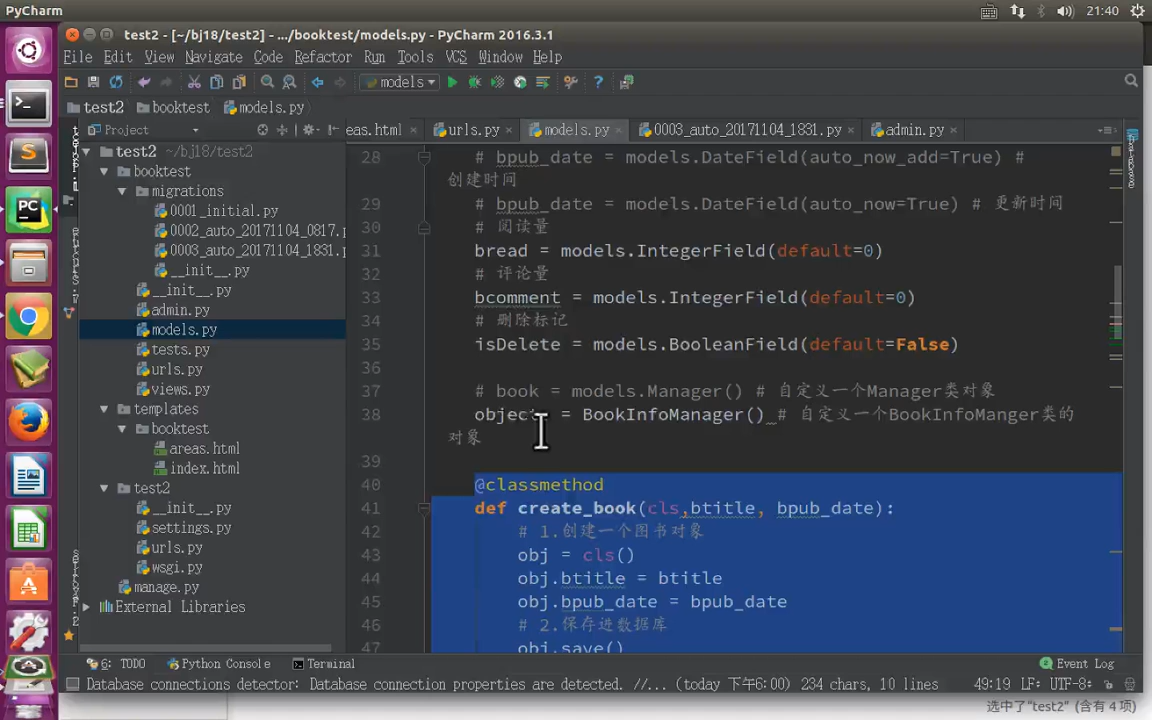 PyCharm
21:40
test2 - [~/bj18/test2] - .../booktest/models.py - PyCharm 2016.3.1
File Edit View Navigate Code Refactor Run Tools VCS Window Help
models
test2 booktest models.py
Project
eas.html urls.py models.py 0003_auto_20171104_1831.py admin.py
test2 ~/bj18/test2
booktest
migrations
0001_initial.py
0002_auto_20171104_0817.
0003_auto_20171104_1831.
__init__.py
__init__.py
admin.py
models.py
tests.py
urls.py
views.py
templates
booktest
areas.html
index.html
test2
__init__.py
settings.py
urls.py
wsgi.py
manage.py
External Libraries
28 # bpub_date = models.DateField(auto_now_add=True) #
创建时间
29 # bpub_date = models.DateField(auto_now=True) # 更新时间
30 # 阅读量
31 bread = models.IntegerField(default=0)
32 # 评论量
33 bcomment = models.IntegerField(default=0)
34 # 删除标记
35 isDelete = models.BooleanField(default=False)
36
37 # book = models.Manager() # 自定义一个Manager类对象
38 object = BookInfoManager() # 自定义一个BookInfoManger类的
对象
39
40 @classmethod
41 def create_book(cls,btitle, bpub_date):
42 # 1.创建一个图书对象
43 obj = cls()
44 obj.btitle = btitle
45 obj.bpub_date = bpub_date
46 # 2.保存进数据库
47 obj.save()
6: TODO Python Console Terminal Event Log
Database connections detector: Database connection properties are detected. //... (today 下午6:00) 234 chars, 10 lines 49:19 LF÷ UTF-8÷
选中了"test2" (含有 4 项)